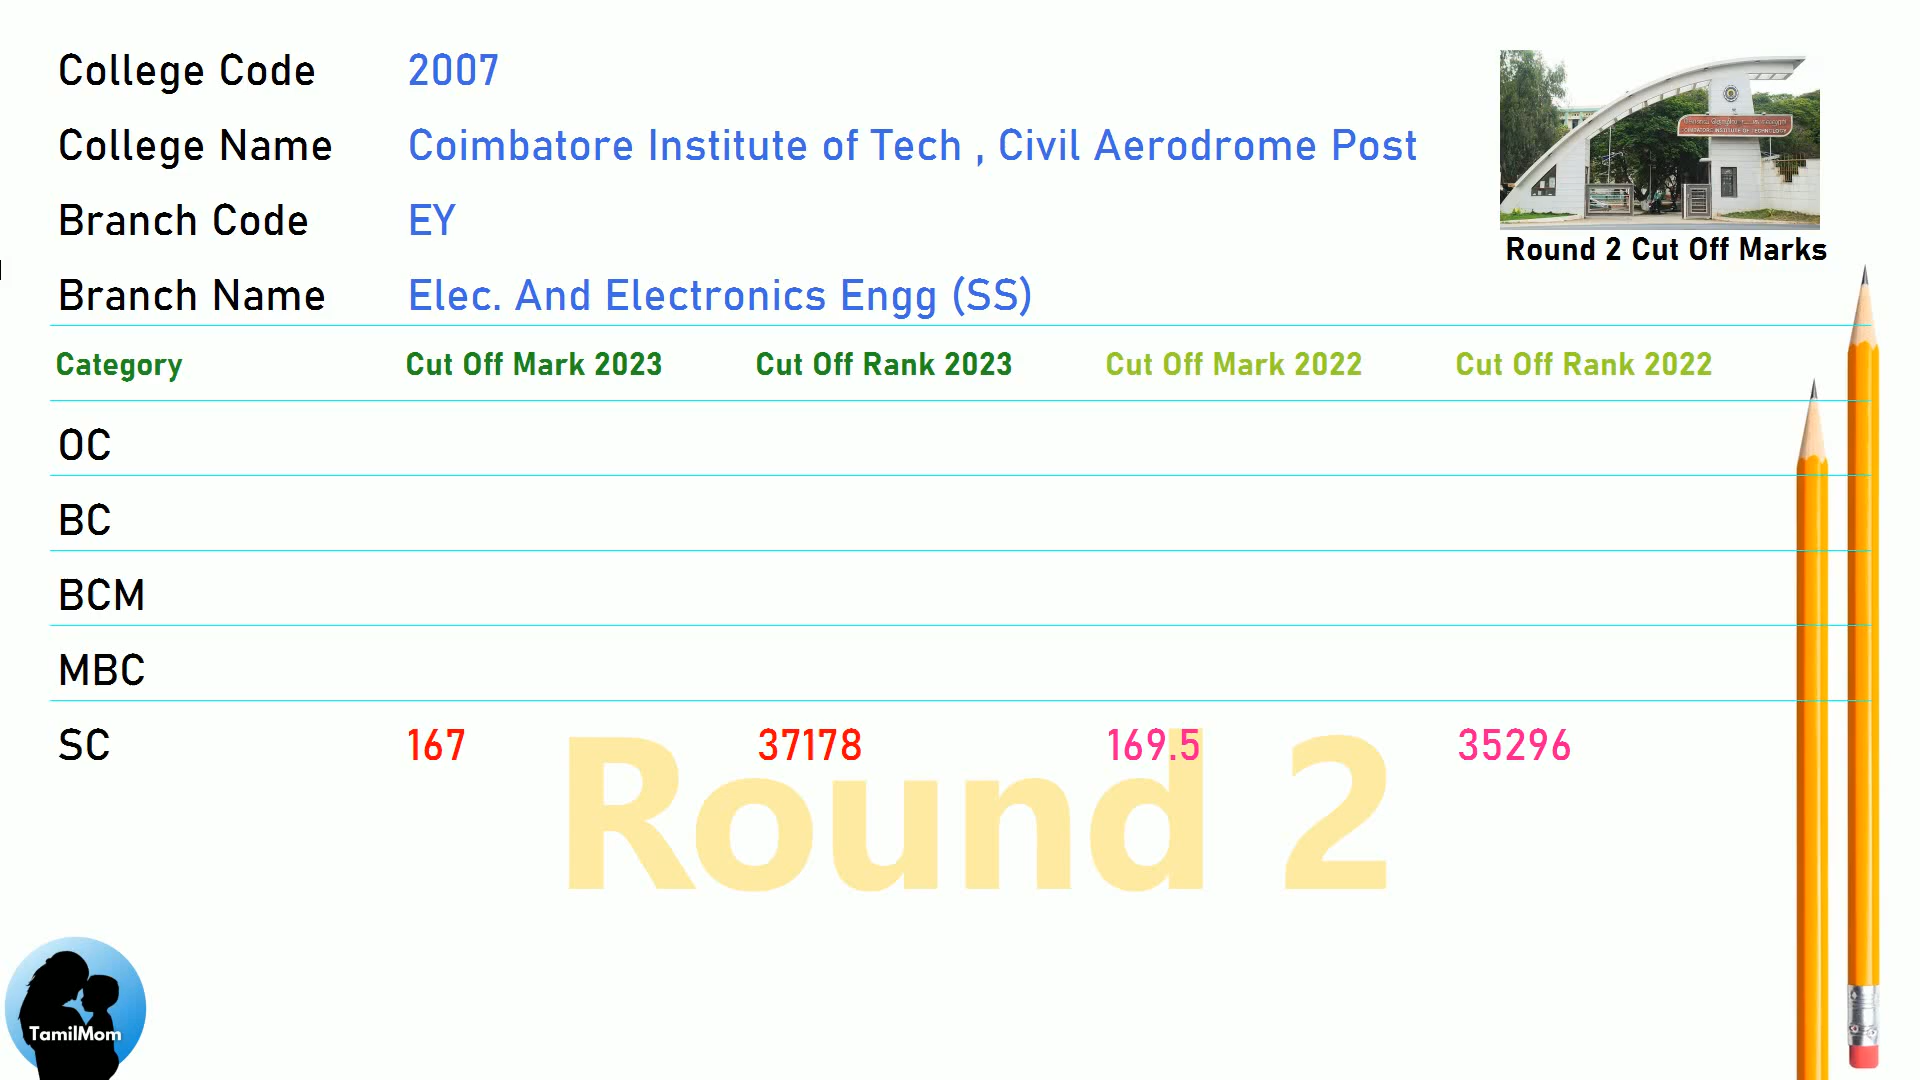 College Code 2007
College Name Coimbatore Institute of Tech , Civil Aerodrome Post
Branch Code EY
Round 2 Cut Off Marks
Branch Name Elec. And Electronics Engg (SS)
Category Cut Off Mark 2023 Cut Off Rank 2023 Cut Off Mark 2022 Cut Off Rank 2022
OC
BC
BCM
MBC
SC 167 37178 169.5 35296
Round 2
TamilMom